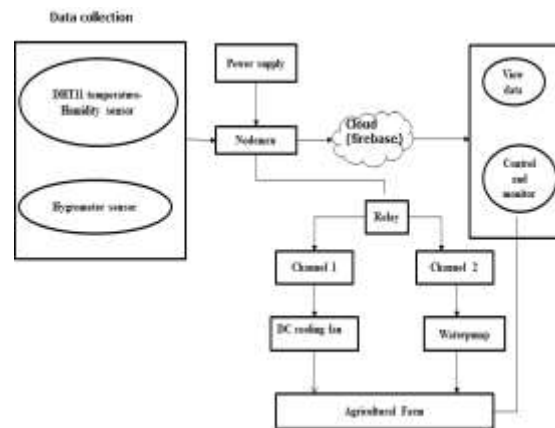 Data collection
DHT11 temperature-
Humidity sensor
Hygrometer sensor
Power supply
Nodemcu
Cloud
(firebase)
View
data
Control
and
monitor
Relay
Channel 1
Channel 2
DC cooling fan
Waterpump
Agricultural Farm